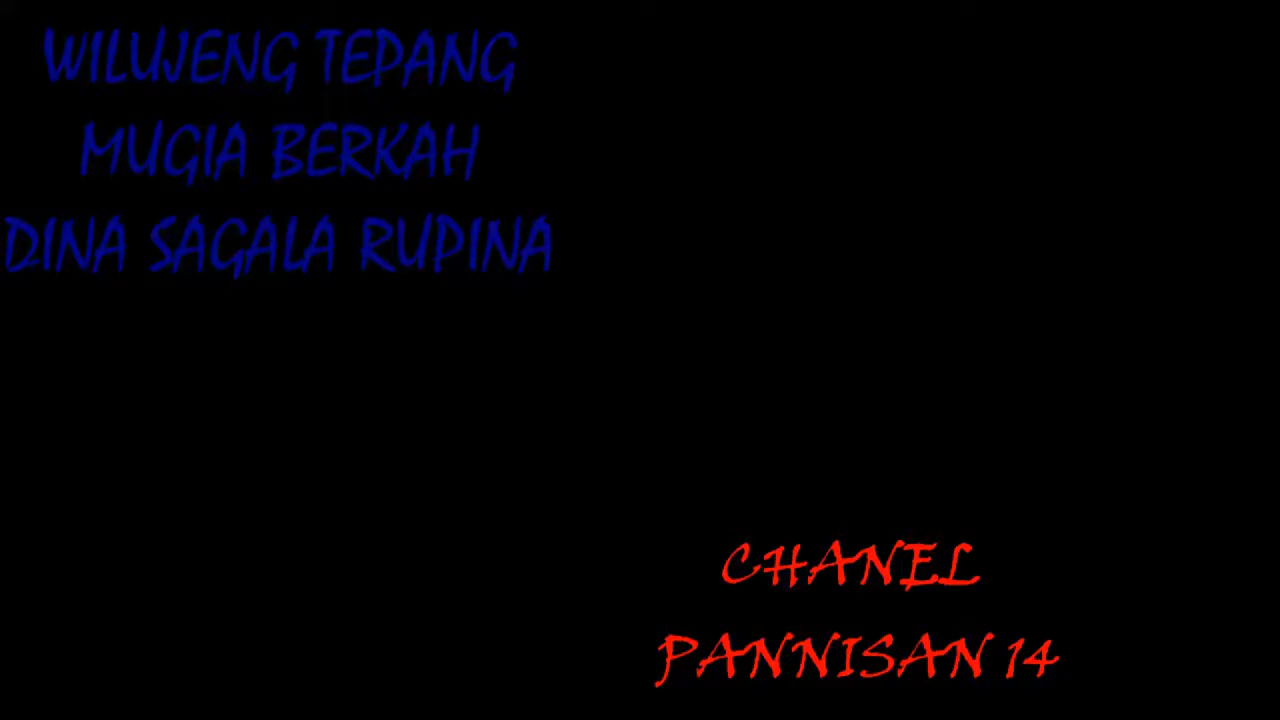 WILUJENG TEPANG
MUGIA BERKAH
DINA SAGALA RUPINA
CHANEL
PANNISAN 14